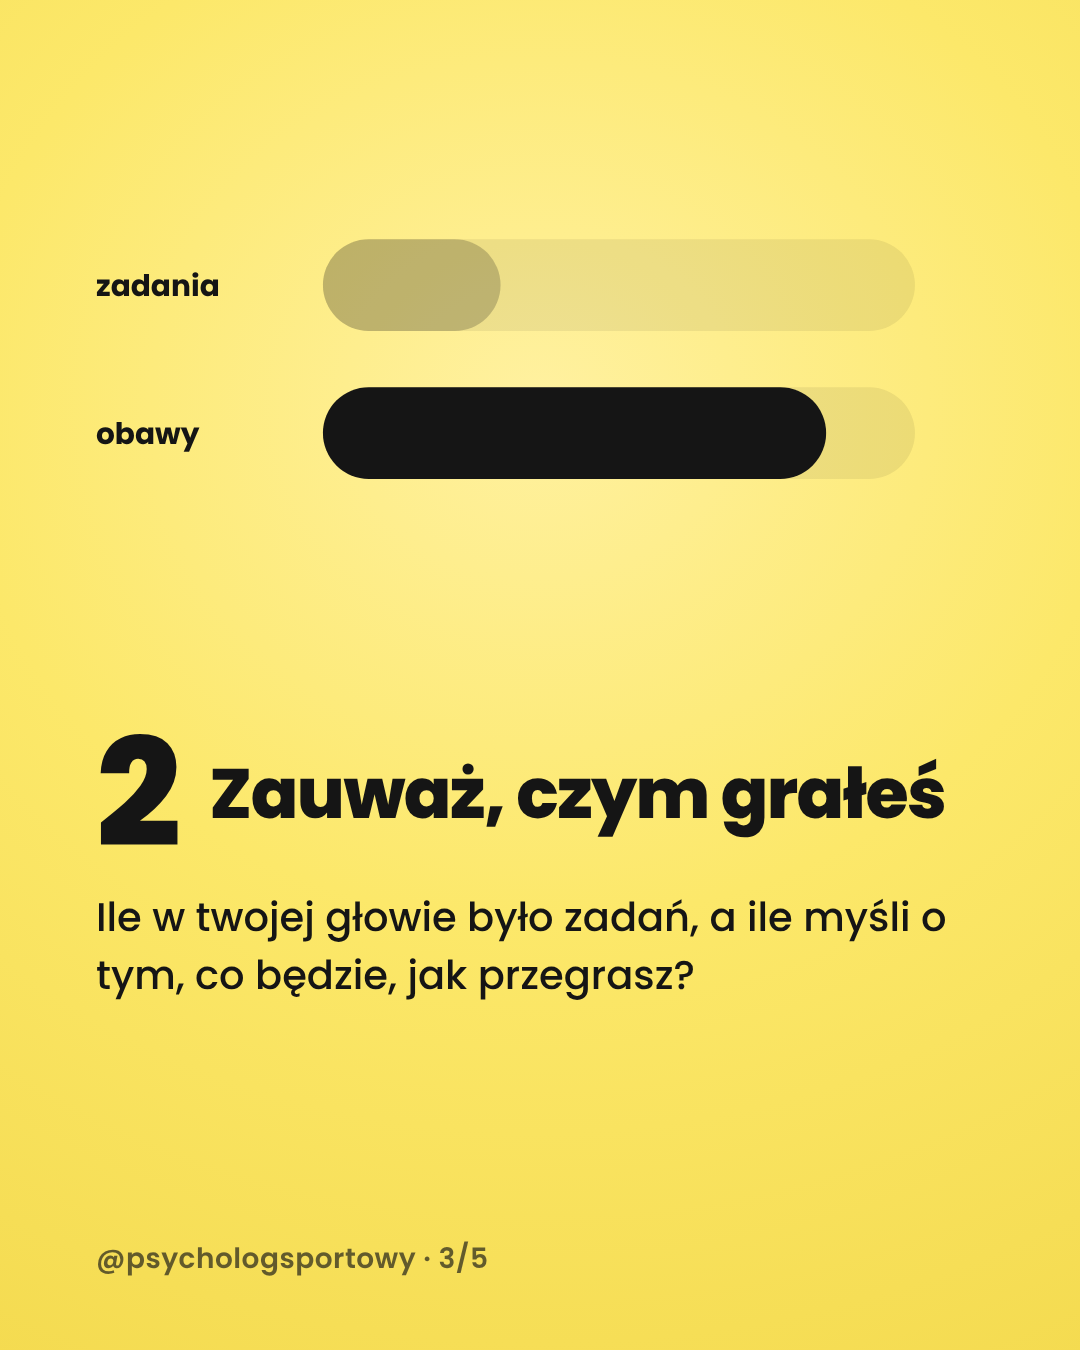 zadania
obawy
2 Zauważ, czym grałeś
Ile w twojej głowie było zadań, a ile myśli o
tym, co będzie, jak przegrasz?
@psychologsportowy · 3/5